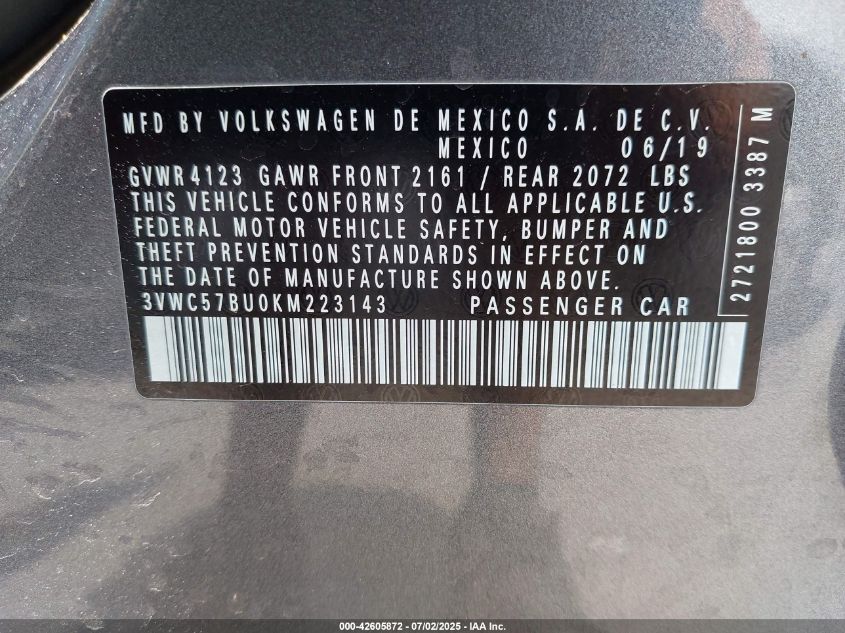 MFD BY VOLKSWAGEN DE MEXICO S.A. DE C.V.
MEXICO 06/19
GVWR 4123 GAWR FRONT 2161 / REAR 2072 LBS
THIS VEHICLE CONFORMS TO ALL APPLICABLE U.S.
FEDERAL MOTOR VEHICLE SAFETY, BUMPER AND
THEFT PREVENTION STANDARDS IN EFFECT ON
THE DATE OF MANUFACTURE SHOWN ABOVE.
3VWC57BU0KM223143 PASSENGER CAR
2721800 3387 M
000-42605872 / 07/02/2025 - IAA Inc.